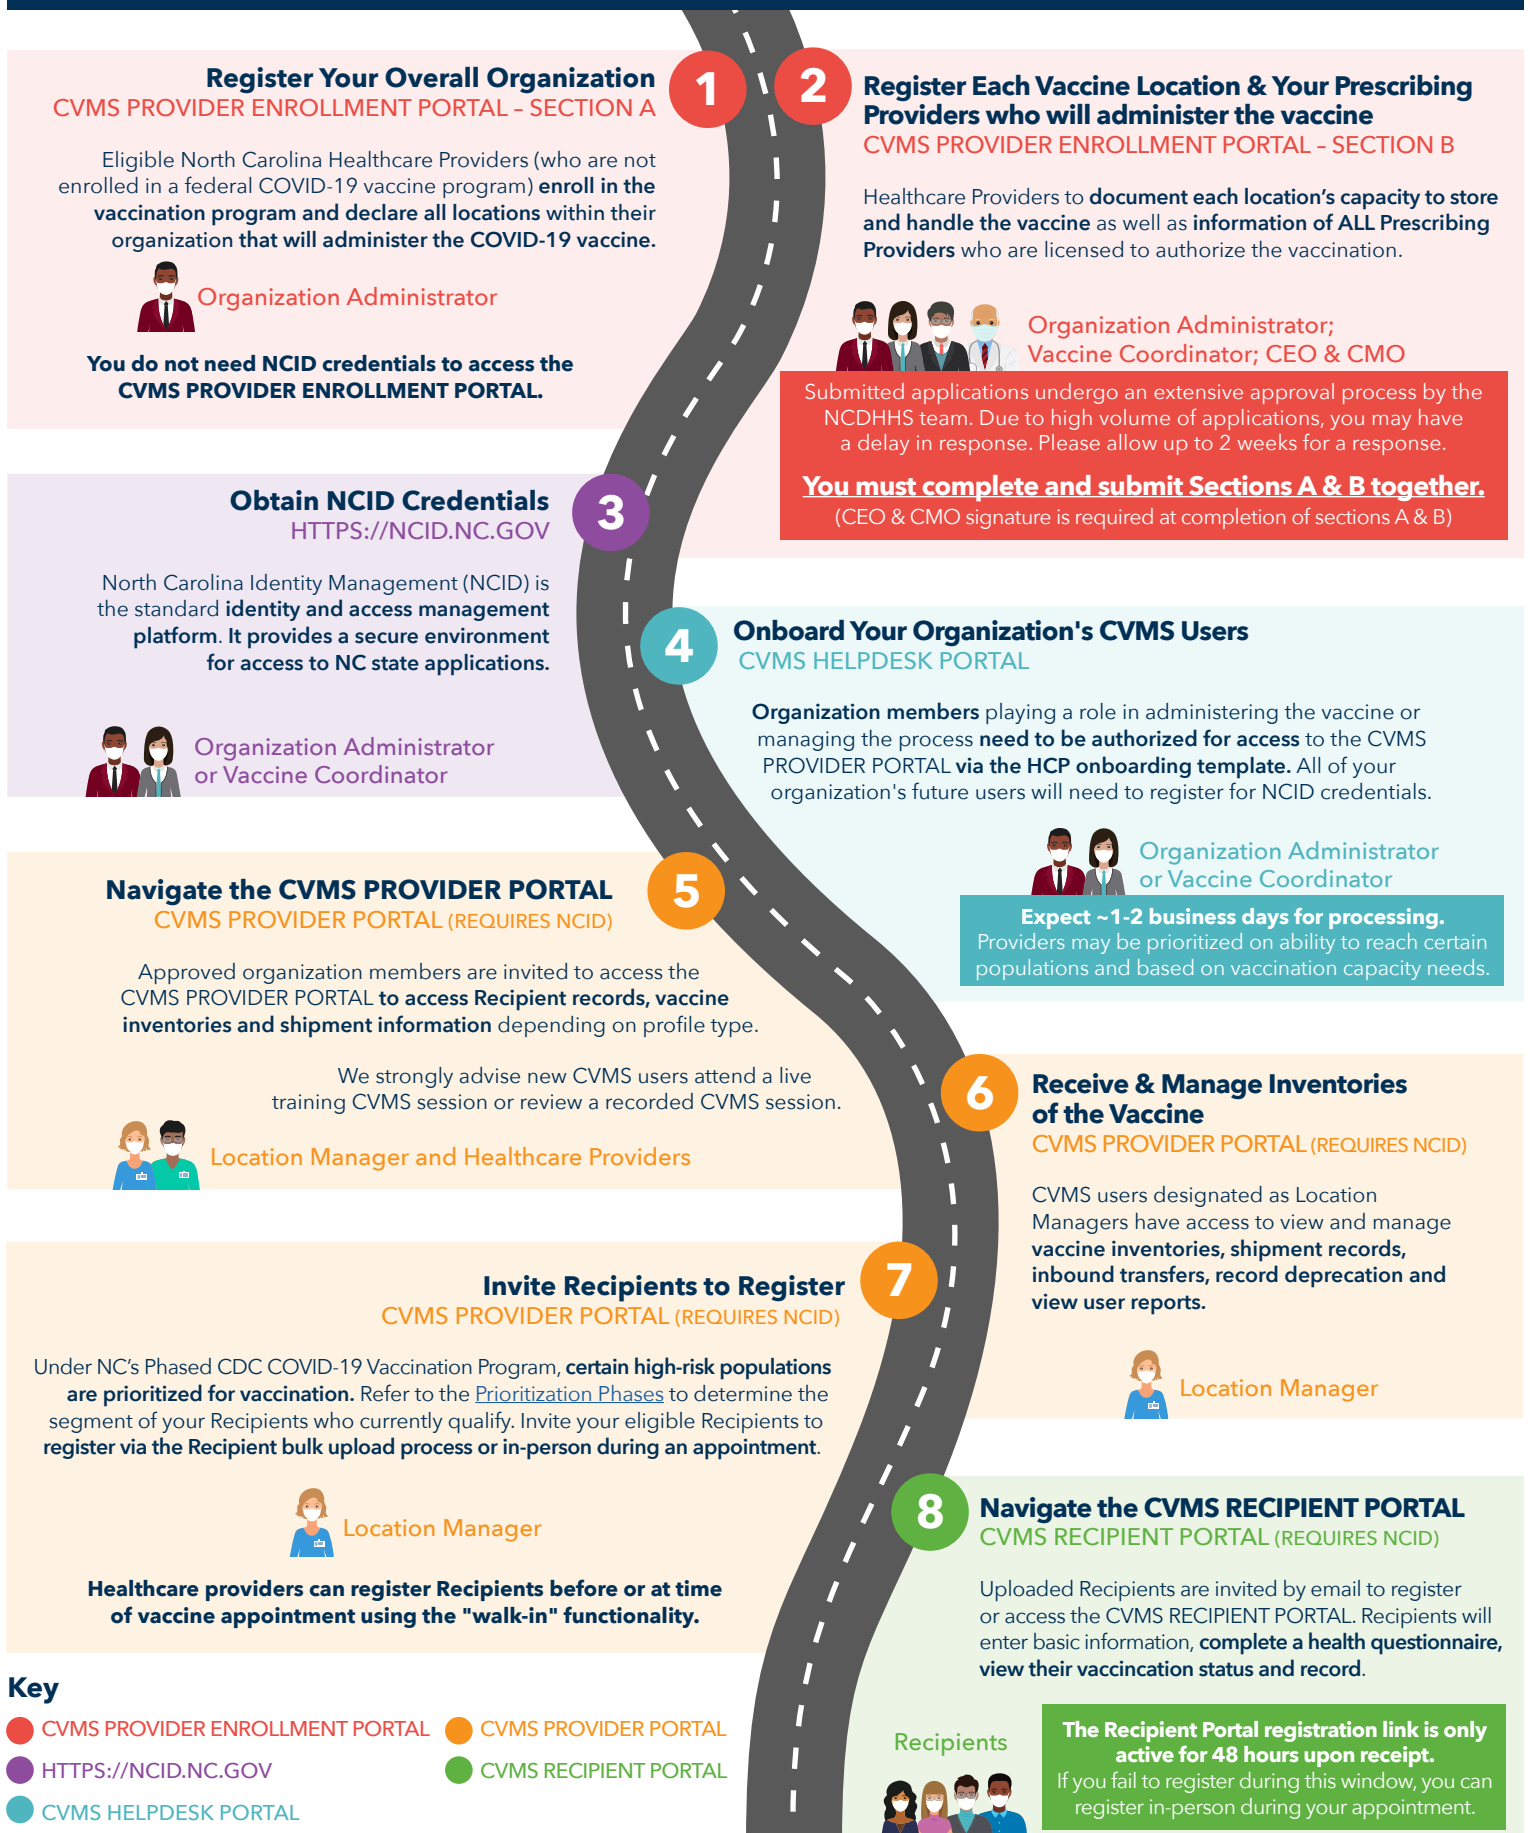 1
Register Your Overall Organization
CVMS PROVIDER ENROLLMENT PORTAL – SECTION A
Eligible North Carolina Healthcare Providers (who are not
enrolled in a federal COVID-19 vaccine program) enroll in the
vaccination program and declare all locations within their
organization that will administer the COVID-19 vaccine.
Organization Administrator
You do not need NCID credentials to access the
CVMS PROVIDER ENROLLMENT PORTAL.
2
Register Each Vaccine Location & Your Prescribing
Providers who will administer the vaccine
CVMS PROVIDER ENROLLMENT PORTAL – SECTION B
Healthcare Providers to document each location's capacity to store
and handle the vaccine as well as information of ALL Prescribing
Providers who are licensed to authorize the vaccination.
Organization Administrator;
Vaccine Coordinator; CEO & CMO
Submitted applications undergo an extensive approval process by the
NCDHHS team. Due to high volume of applications, you may have
a delay in response. Please allow up to 2 weeks for a response.
You must complete and submit Sections A & B together.
(CEO & CMO signature is required at completion of sections A & B)
3
Obtain NCID Credentials
HTTPS://NCID.NC.GOV
North Carolina Identity Management (NCID) is
the standard identity and access management
platform. It provides a secure environment
for access to NC state applications.
Organization Administrator
or Vaccine Coordinator
4
Onboard Your Organization's CVMS Users
CVMS HELPDESK PORTAL
Organization members playing a role in administering the vaccine or
managing the process need to be authorized for access to the CVMS
PROVIDER PORTAL via the HCP onboarding template. All of your
organization's future users will need to register for NCID credentials.
Organization Administrator
or Vaccine Coordinator
Expect ~1-2 business days for processing.
Providers may be prioritized on ability to reach certain
populations and based on vaccination capacity needs.
5
Navigate the CVMS PROVIDER PORTAL
CVMS PROVIDER PORTAL (REQUIRES NCID)
Approved organization members are invited to access the
CVMS PROVIDER PORTAL to access Recipient records, vaccine
inventories and shipment information depending on profile type.
We strongly advise new CVMS users attend a live
training CVMS session or review a recorded CVMS session.
Location Manager and Healthcare Providers
6
Receive & Manage Inventories
of the Vaccine
CVMS PROVIDER PORTAL (REQUIRES NCID)
CVMS users designated as Location
Managers have access to view and manage
vaccine inventories, shipment records,
inbound transfers, record deprecation and
view user reports.
Location Manager
7
Invite Recipients to Register
CVMS PROVIDER PORTAL (REQUIRES NCID)
Under NC's Phased CDC COVID-19 Vaccination Program, certain high-risk populations
are prioritized for vaccination. Refer to the Prioritization Phases to determine the
segment of your Recipients who currently qualify. Invite your eligible Recipients to
register via the Recipient bulk upload process or in-person during an appointment.
Location Manager
Healthcare providers can register Recipients before or at time
of vaccine appointment using the "walk-in" functionality.
8
Navigate the CVMS RECIPIENT PORTAL
CVMS RECIPIENT PORTAL (REQUIRES NCID)
Uploaded Recipients are invited by email to register
or access the CVMS RECIPIENT PORTAL. Recipients will
enter basic information, complete a health questionnaire,
view their vaccincation status and record.
Recipients
The Recipient Portal registration link is only
active for 48 hours upon receipt.
If you fail to register during this window, you can
register in-person during your appointment.
Key
CVMS PROVIDER ENROLLMENT PORTAL
HTTPS://NCID.NC.GOV
CVMS HELPDESK PORTAL
CVMS PROVIDER PORTAL
CVMS RECIPIENT PORTAL